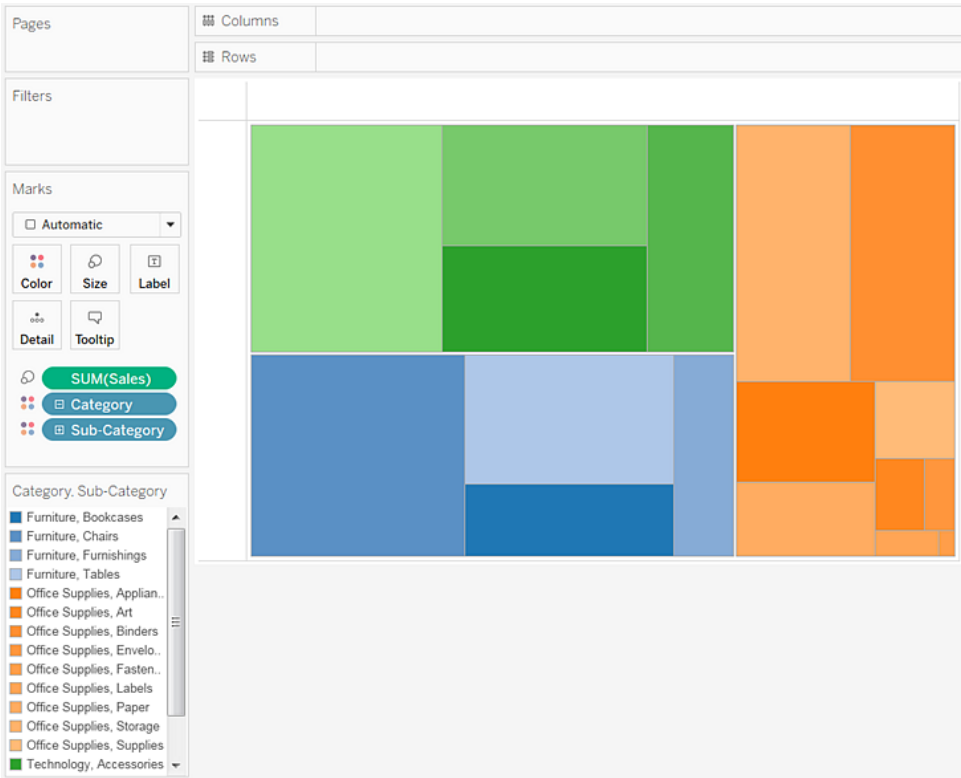 Pages
Columns
Rows
Filters
Marks
Automatic
Color Size Label
Detail Tooltip
SUM(Sales)
Category
Sub-Category
Category, Sub-Category
Furniture, Bookcases
Furniture, Chairs
Furniture, Furnishings
Furniture, Tables
Office Supplies, Applian..
Office Supplies, Art
Office Supplies, Binders
Office Supplies, Envelo..
Office Supplies, Fasten..
Office Supplies, Labels
Office Supplies, Paper
Office Supplies, Storage
Office Supplies, Supplies
Technology, Accessories